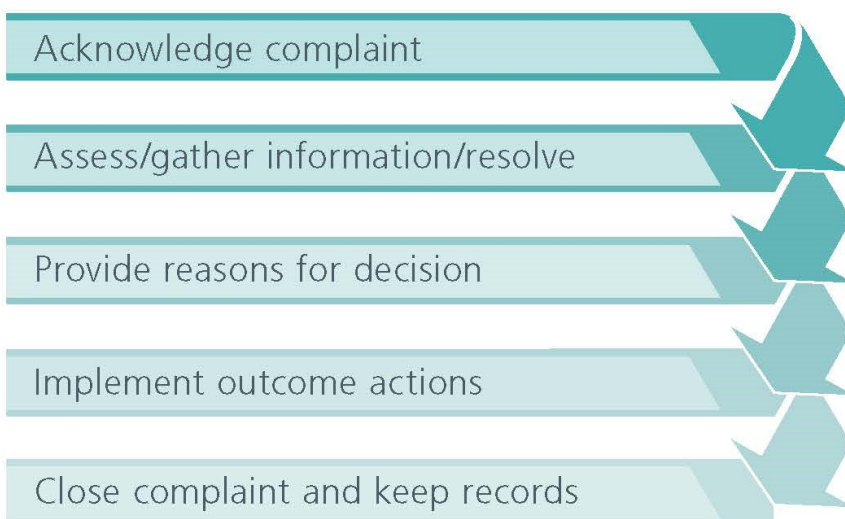 Acknowledge complaint
Assess/gather information/resolve
Provide reasons for decision
Implement outcome actions
Close complaint and keep records